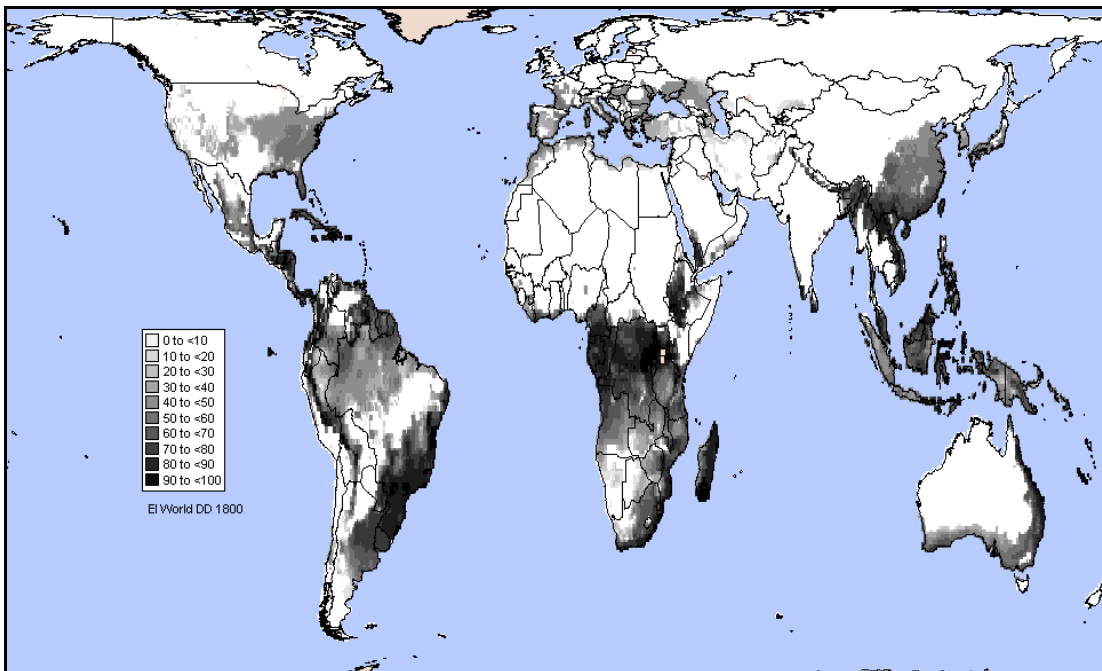 0 to <10
10 to <20
20 to <30
30 to <40
40 to <50
50 to <60
60 to <70
70 to <80
80 to <90
90 to <100
EI World DD 1800